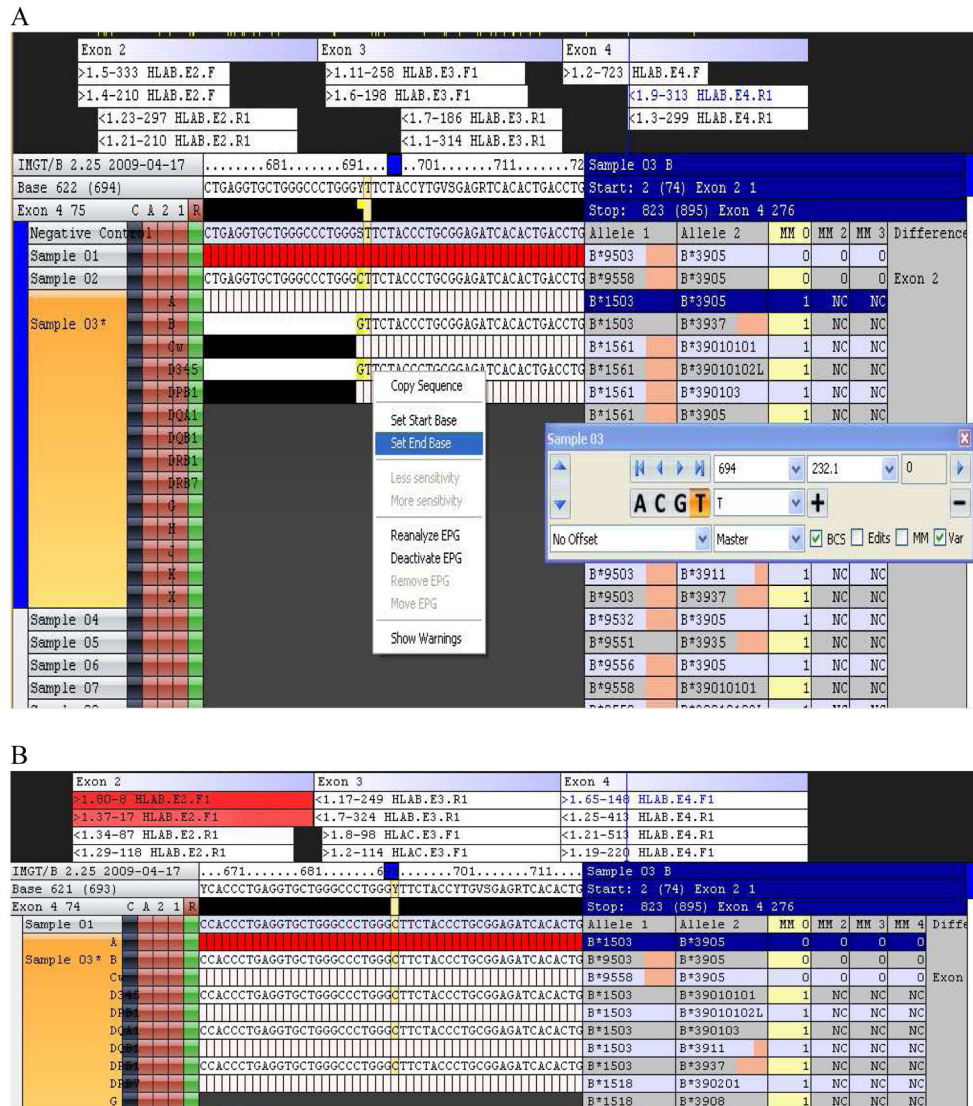 A
Exon 2 Exon 3 Exon 4
>1.5-333 HLAB.E2.F >1.11-258 HLAB.E3.F1 >1.2-723 HLAB.E4.F
>1.4-210 HLAB.E2.F >1.6-198 HLAB.E3.F1 <1.9-313 HLAB.E4.R1
<1.23-297 HLAB.E2.R1 <1.7-186 HLAB.E3.R1 <1.3-299 HLAB.E4.R1
<1.21-210 HLAB.E2.R1 <1.1-314 HLAB.E3.R1
IMGT/B 2.25 2009-04-17 ........681.......691... ..701.......711.......72 Sample 03 B
Base 622 (694) CTGAGGTGCTGGGCCCTGGGYTTCTACCYTGVSGAGRTCACACTGACCTG Start: 2 (74) Exon 2 1
Exon 4 75 C A 2 1 R Stop: 823 (895) Exon 4 276
Negative Control CTGAGGTGCTGGGCCCTGGGSTTCTACCCTGCGGAGATCACACTGACCTG Allele 1 Allele 2 MM 0 MM 2 MM 3 Difference
Sample 01 B*9503 B*3905 0 0 0
Sample 02 CTGAGGTGCTGGGCCCTGGGCTTCTACCCTGCGGAGATCACACTGACCTG B*9558 B*3905 0 0 0 Exon 2
A B*1503 B*3905 1 NC NC
Sample 03* B GTTCTACCCTGCGGAGATCACACTGACCTG B*1503 B*3937 1 NC NC
Cw B*1561 B*39010101 1 NC NC
D345 GTTCTACCCTGCGGAGATCACACTGACCTG B*1561 B*39010102L 1 NC NC
DPB1 B*1561 B*390103 1 NC NC
DQA1 B*1561 B*3905 1 NC NC
DQB1
DRB1
DRB7
G
H
J
K B*9503 B*3911 1 NC NC
X B*9503 B*3937 1 NC NC
Sample 04 B*9532 B*3905 1 NC NC
Sample 05 B*9551 B*3935 1 NC NC
Sample 06 B*9556 B*3905 1 NC NC
Sample 07 B*9558 B*39010101 1 NC NC
Copy Sequence
Set Start Base
Set End Base
Less sensitivity
More sensitivity
Reanalyze EPG
Deactivate EPG
Remove EPG
Move EPG
Show Warnings
Sample 03
694 232.1 0
A C G T T + -
No Offset Master BCS Edits MM Var
B
Exon 2 Exon 3 Exon 4
>1.80-8 HLAB.E2.F1 <1.17-249 HLAB.E3.R1 >1.65-148 HLAB.E4.F1
>1.37-17 HLAB.E2.F1 <1.7-324 HLAB.E3.R1 <1.25-413 HLAB.E4.R1
<1.34-87 HLAB.E2.R1 >1.8-98 HLAC.E3.F1 <1.21-513 HLAB.E4.R1
<1.29-118 HLAB.E2.R1 >1.2-114 HLAC.E3.F1 >1.19-220 HLAB.E4.F1
IMGT/B 2.25 2009-04-17 ...671.......681.......6 .......701.......711.... Sample 03 B
Base 621 (693) YCACCCTGAGGTGCTGGGCCCTGGGYTTCTACCYTGVSGAGRTCACACTG Start: 2 (74) Exon 2 1
Exon 4 74 C A 2 1 R Stop: 823 (895) Exon 4 276
Sample 01 CCACCCTGAGGTGCTGGGCCCTGGGCTTCTACCCTGCGGAGATCACACTG Allele 1 Allele 2 MM 0 MM 2 MM 3 MM 4 Diffe
A B*1503 B*3905 0 0 0 0
Sample 03* B CCACCCTGAGGTGCTGGGCCCTGGGCTTCTACCCTGCGGAGATCACACTG B*9503 B*3905 0 0 0 0
Cw B*9558 B*3905 0 0 0 0 Exon
D345 CCACCCTGAGGTGCTGGGCCCTGGGCTTCTACCCTGCGGAGATCACACTG B*1503 B*39010101 1 NC NC NC
DPB1 B*1503 B*39010102L 1 NC NC NC
DQA1 CCACCCTGAGGTGCTGGGCCCTGGGCTTCTACCCTGCGGAGATCACACTG B*1503 B*390103 1 NC NC NC
DQB1 B*1503 B*3911 1 NC NC NC
DRB1 CCACCCTGAGGTGCTGGGCCCTGGGCTTCTACCCTGCGGAGATCACACTG B*1503 B*3937 1 NC NC NC
DRB7 B*1518 B*390201 1 NC NC NC
G B*1518 B*3908 1 NC NC NC